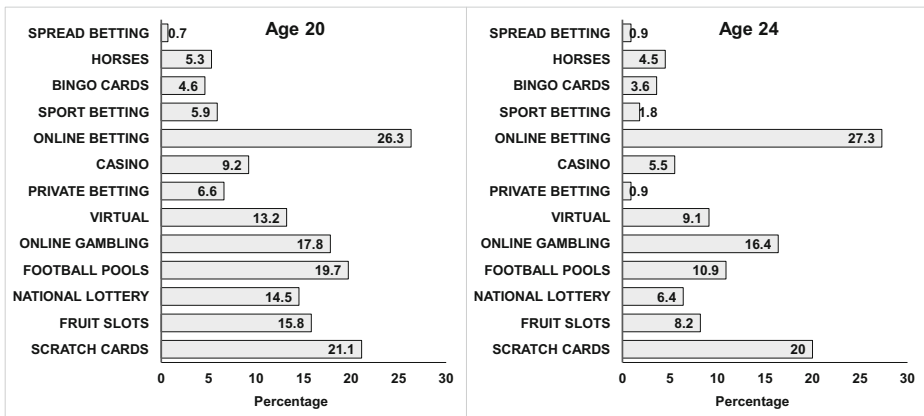 Age 20
SPREAD BETTING 0.7
HORSES 5.3
BINGO CARDS 4.6
SPORT BETTING 5.9
ONLINE BETTING 26.3
CASINO 9.2
PRIVATE BETTING 6.6
VIRTUAL 13.2
ONLINE GAMBLING 17.8
FOOTBALL POOLS 19.7
NATIONAL LOTTERY 14.5
FRUIT SLOTS 15.8
SCRATCH CARDS 21.1
0 5 10 15 20 25 30
Percentage
Age 24
SPREAD BETTING 0.9
HORSES 4.5
BINGO CARDS 3.6
SPORT BETTING 1.8
ONLINE BETTING 27.3
CASINO 5.5
PRIVATE BETTING 0.9
VIRTUAL 9.1
ONLINE GAMBLING 16.4
FOOTBALL POOLS 10.9
NATIONAL LOTTERY 6.4
FRUIT SLOTS 8.2
SCRATCH CARDS 20
0 5 10 15 20 25 30
Percentage